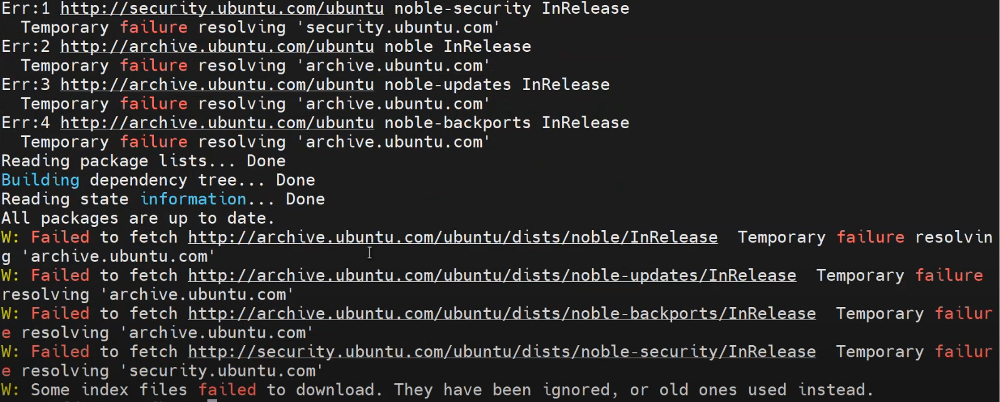 Err:1 http://security.ubuntu.com/ubuntu noble-security InRelease
  Temporary failure resolving 'security.ubuntu.com'
Err:2 http://archive.ubuntu.com/ubuntu noble InRelease
  Temporary failure resolving 'archive.ubuntu.com'
Err:3 http://archive.ubuntu.com/ubuntu noble-updates InRelease
  Temporary failure resolving 'archive.ubuntu.com'
Err:4 http://archive.ubuntu.com/ubuntu noble-backports InRelease
  Temporary failure resolving 'archive.ubuntu.com'
Reading package lists... Done
Building dependency tree... Done
Reading state information... Done
All packages are up to date.
W: Failed to fetch http://archive.ubuntu.com/ubuntu/dists/noble/InRelease  Temporary failure resolvin
g 'archive.ubuntu.com'
W: Failed to fetch http://archive.ubuntu.com/ubuntu/dists/noble-updates/InRelease  Temporary failure
resolving 'archive.ubuntu.com'
W: Failed to fetch http://archive.ubuntu.com/ubuntu/dists/noble-backports/InRelease  Temporary failur
e resolving 'archive.ubuntu.com'
W: Failed to fetch http://security.ubuntu.com/ubuntu/dists/noble-security/InRelease  Temporary failur
e resolving 'security.ubuntu.com'
W: Some index files failed to download. They have been ignored, or old ones used instead.